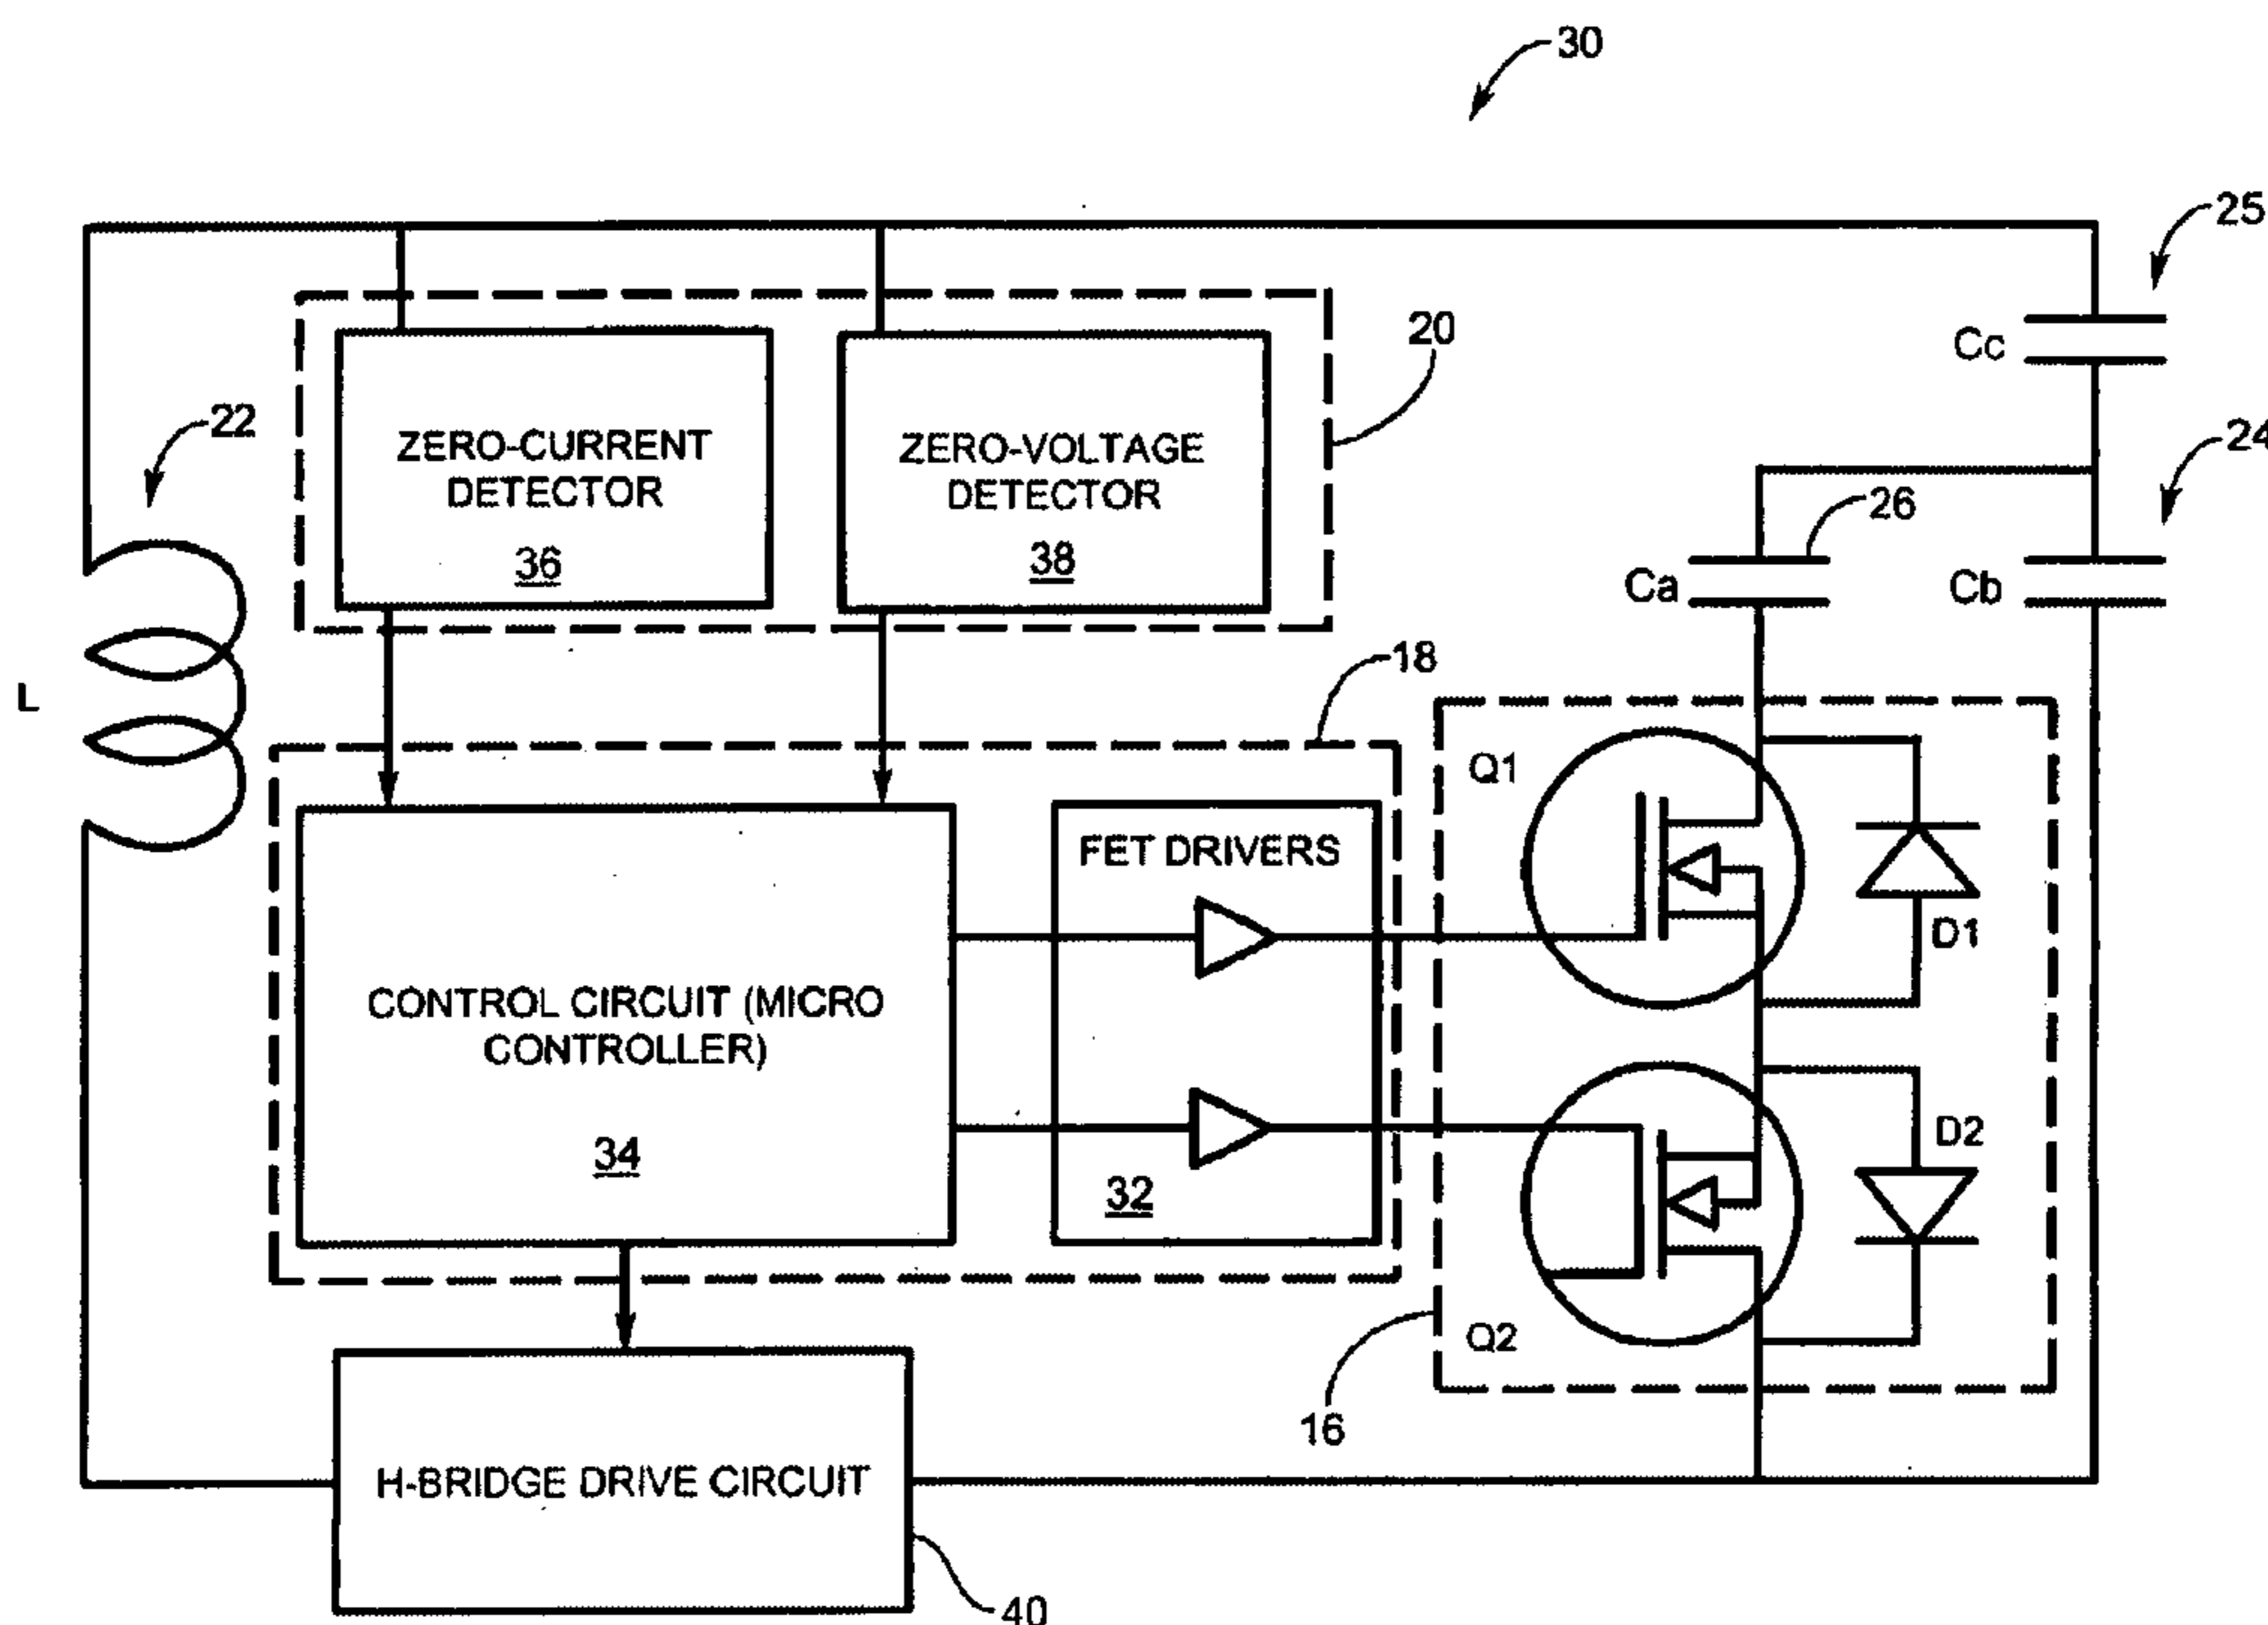 30
25
Cc
20
22
ZERO-CURRENT
DETECTOR
36
ZERO-VOLTAGE
DETECTOR
38
24
26
Ca
Cb
L
18
Q1
FET DRIVERS
D1
CONTROL CIRCUIT (MICRO
CONTROLLER)
34
32
D2
Q2
16
H-BRIDGE DRIVE CIRCUIT
40